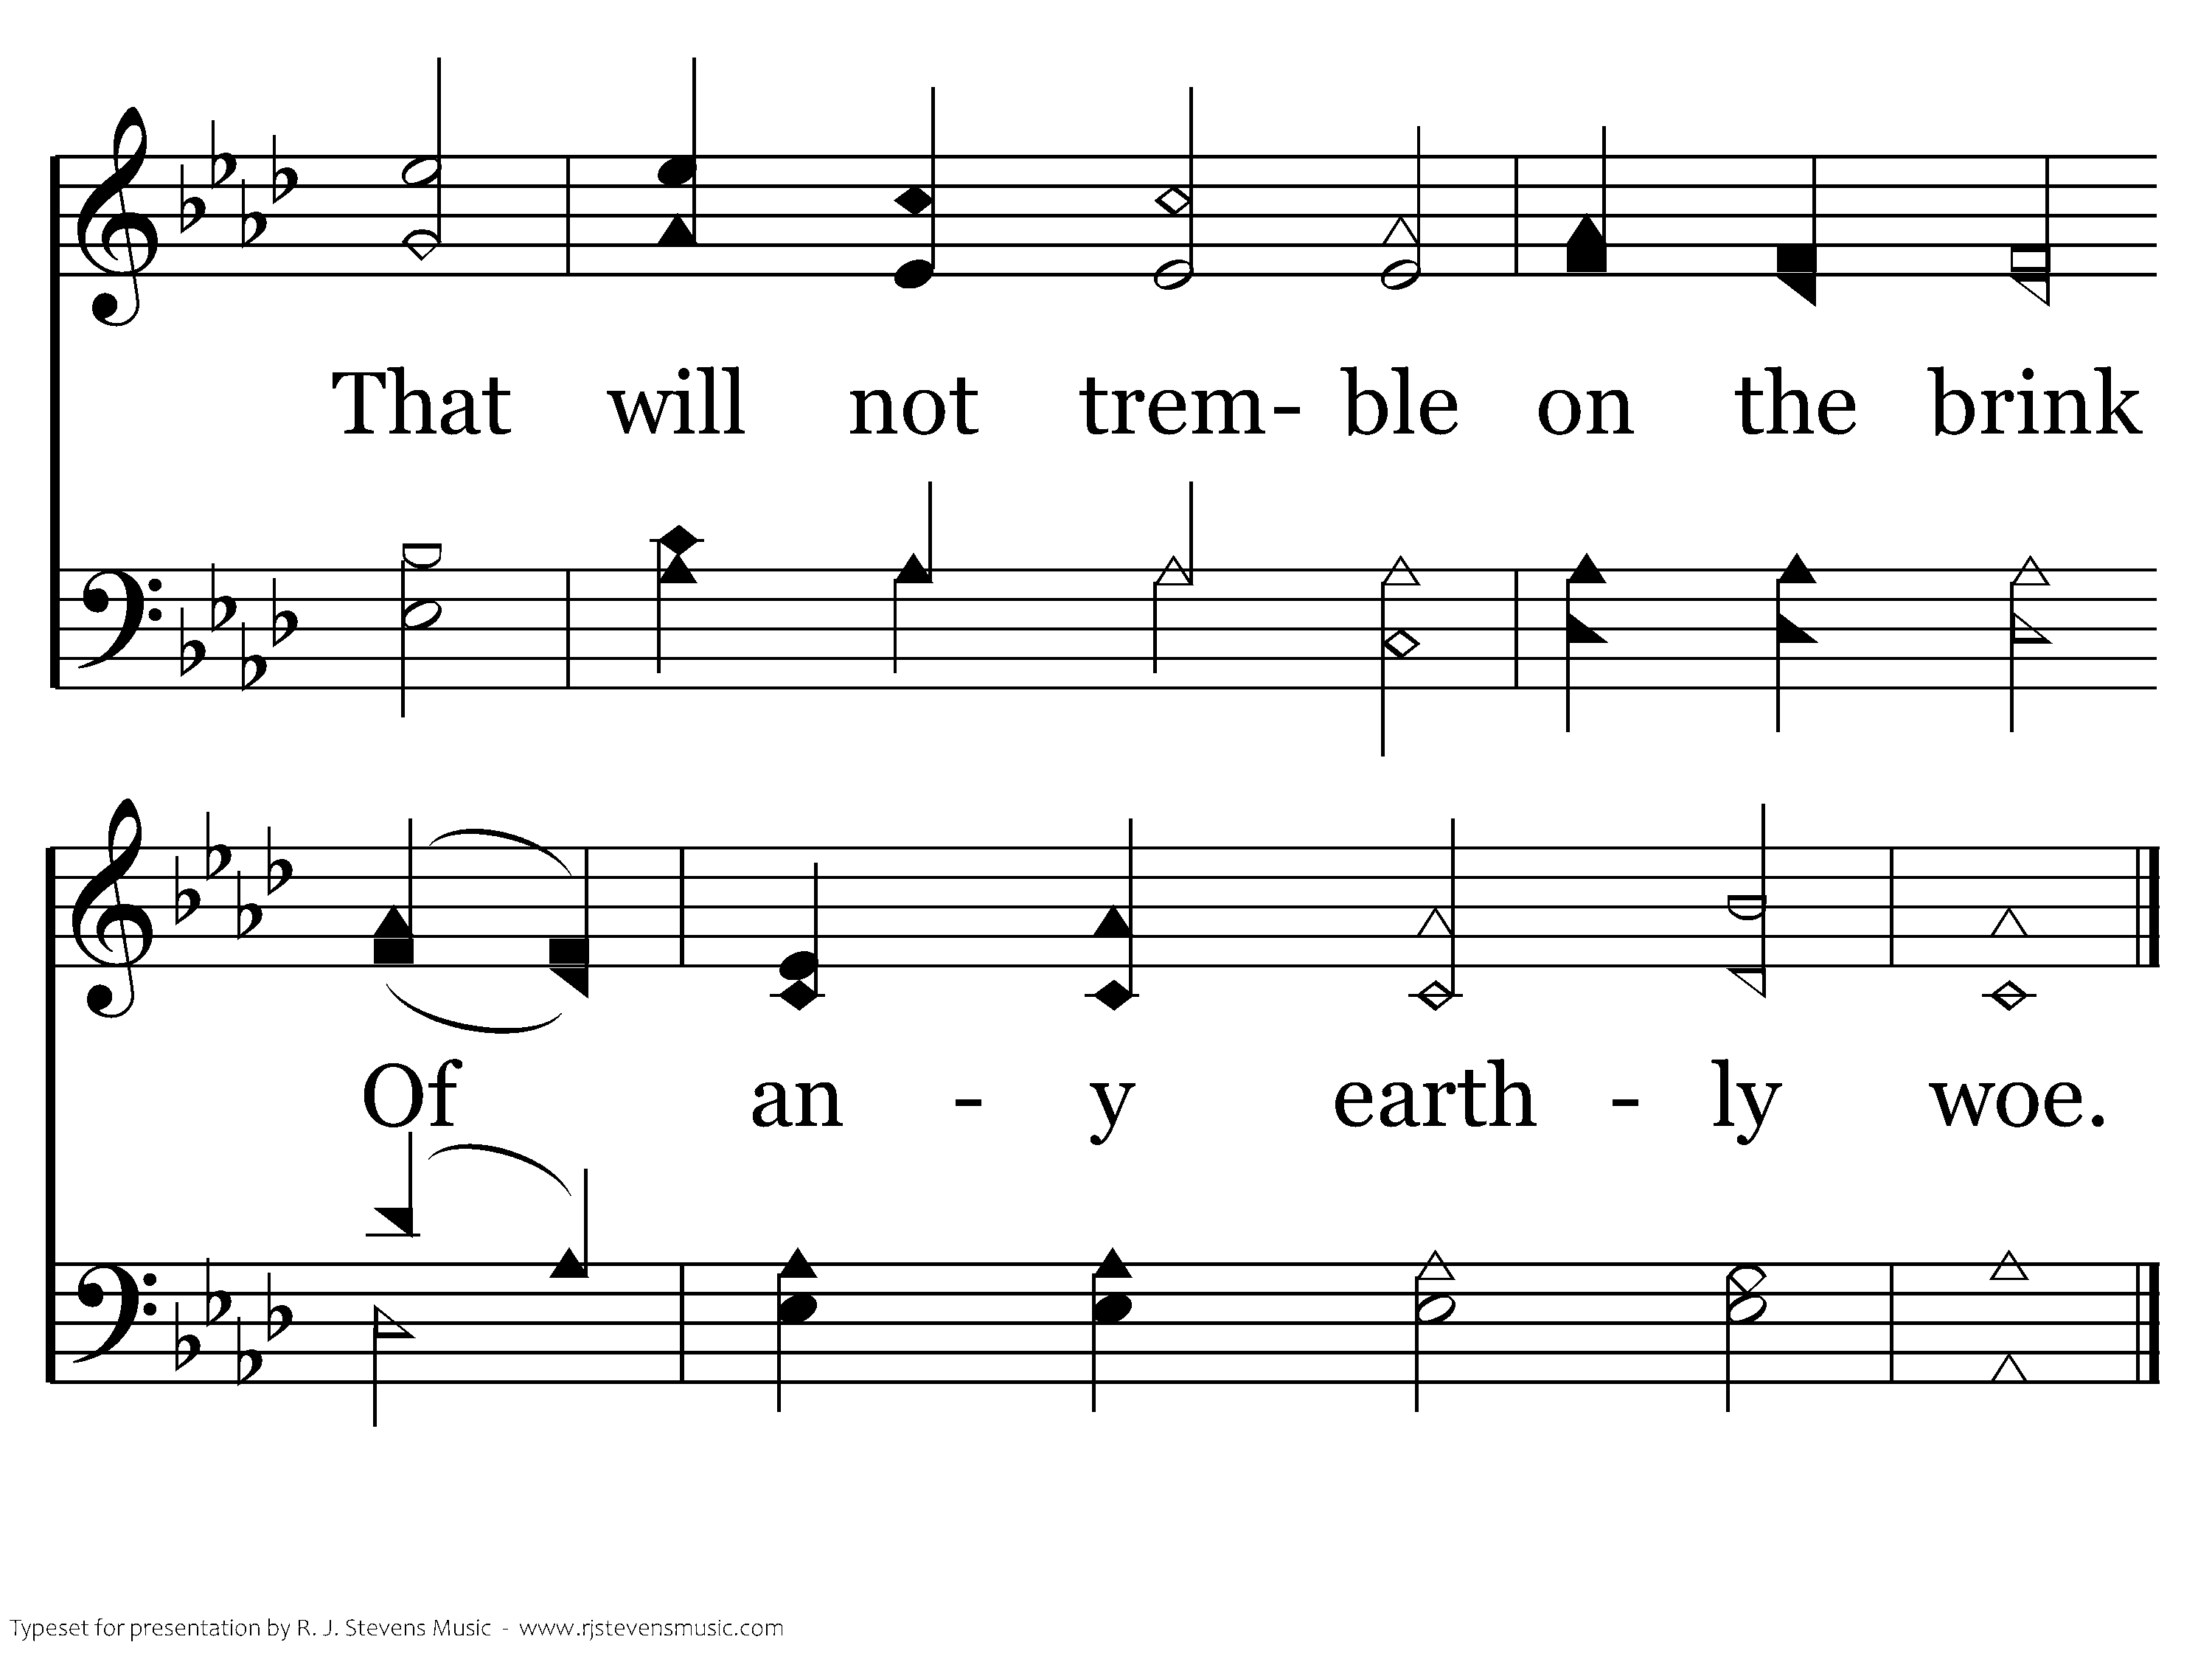 That will not trem- ble on the brink
Of an - y earth - ly woe.
Typeset for presentation by R. J. Stevens Music - www.rjstevensmusic.com